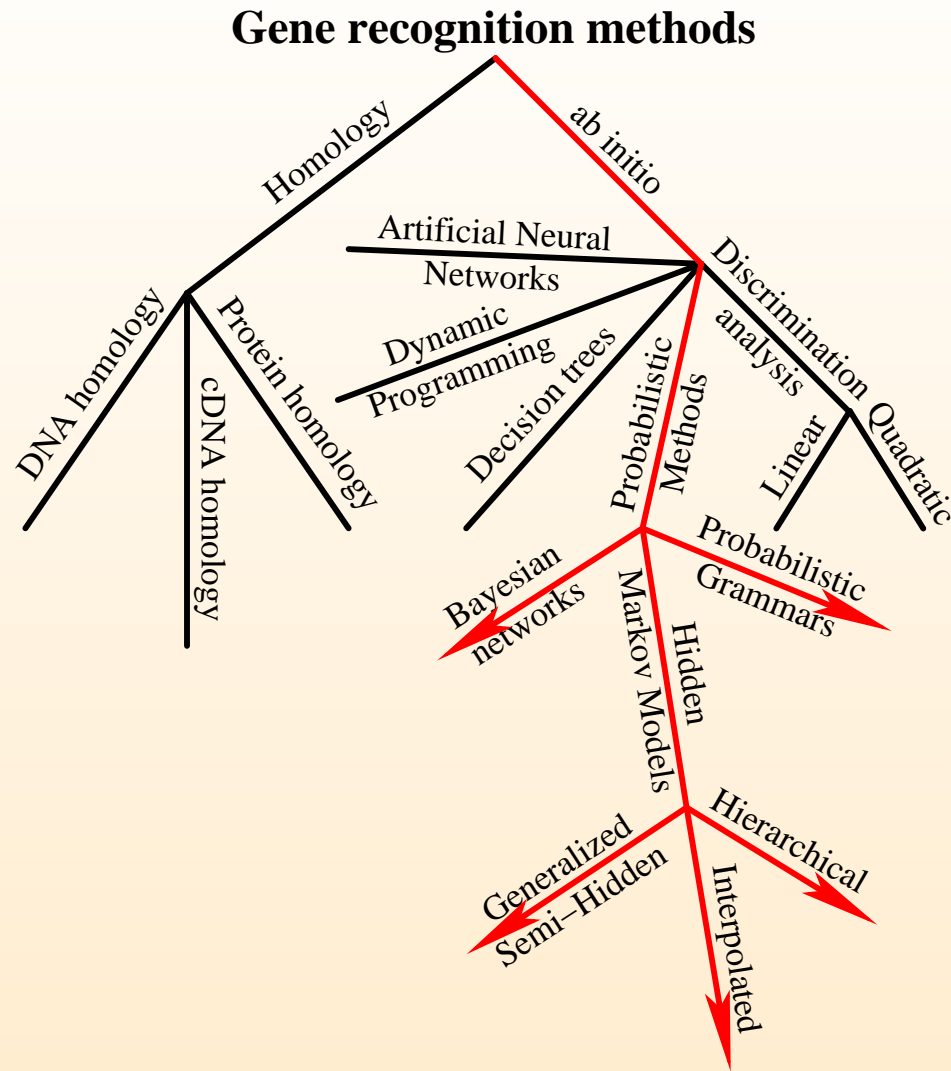 Gene recognition methods
Homology
ab initio
DNA homology
cDNA homology
Protein homology
Artificial Neural
Networks
Dynamic
Programming
Decision trees
Probabilistic
Methods
Discrimination
analysis
Linear
Quadratic
Bayesian
networks
Hidden
Markov Models
Probabilistic
Grammars
Generalized
Semi−Hidden
Interpolated
Hierarchical